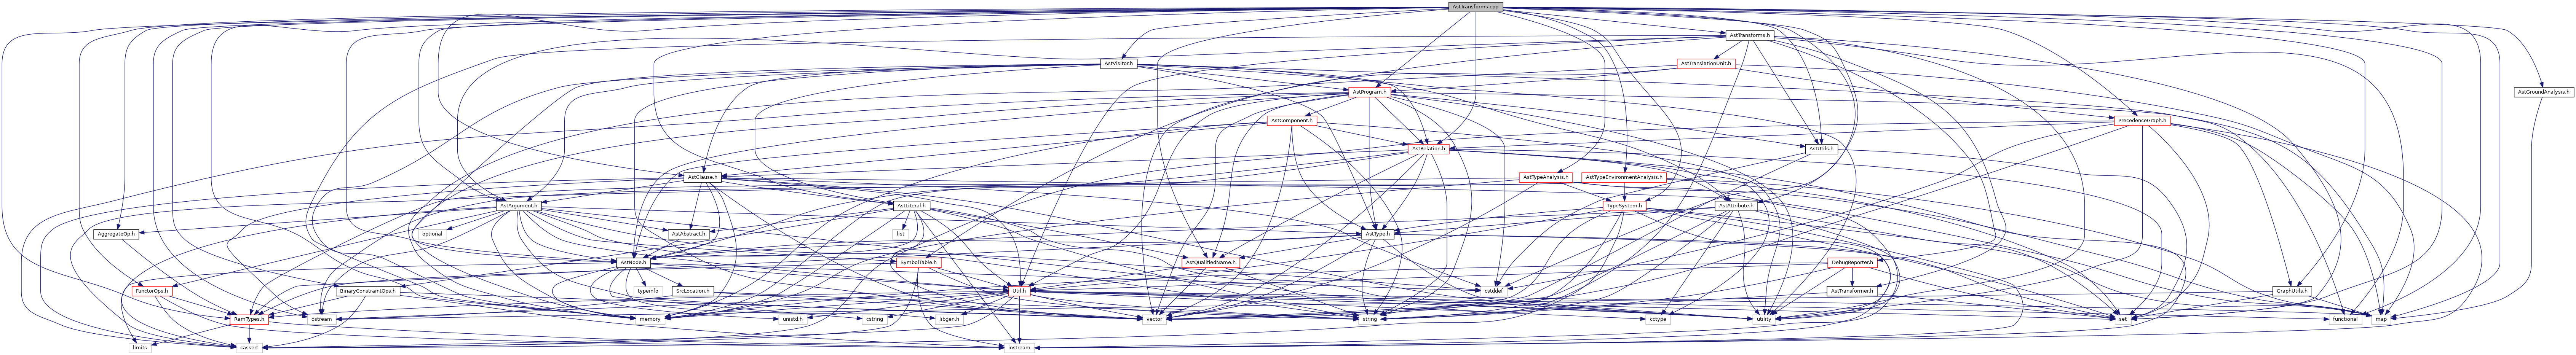 AstTransforms.cpp
AstTransforms.h
AstVisitor.h
AstTranslationUnit.h
AstProgram.h
AstGroundAnalysis.h
AstComponent.h
PrecedenceGraph.h
AstRelation.h
AstUtils.h
AstClause.h
AstTypeAnalysis.h
AstTypeEnvironmentAnalysis.h
AstArgument.h
AstLiteral.h
TypeSystem.h
AstAttribute.h
AggregateOp.h
optional
AstAbstract.h
list
AstType.h
AstNode.h
SymbolTable.h
AstQualifiedName.h
DebugReporter.h
FunctorOps.h
BinaryConstraintOps.h
typeinfo
SrcLocation.h
Util.h
cstddef
AstTransformer.h
GraphUtils.h
RamTypes.h
ostream
memory
unistd.h
cstring
libgen.h
vector
string
cctype
utility
set
functional
map
limits
cassert
iostream